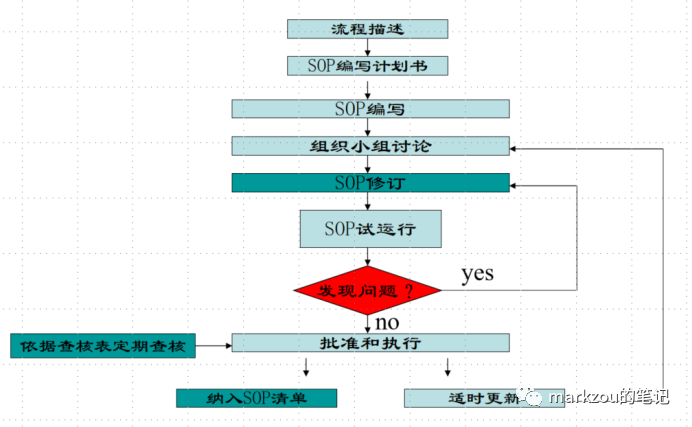 流程描述
SOP编写计划书
SOP编写
组织小组讨论
SOP修订
SOP试运行
发现问题？
yes
no
依据查核表定期查核
批准和执行
纳入SOP清单
适时更新
markzou的笔记